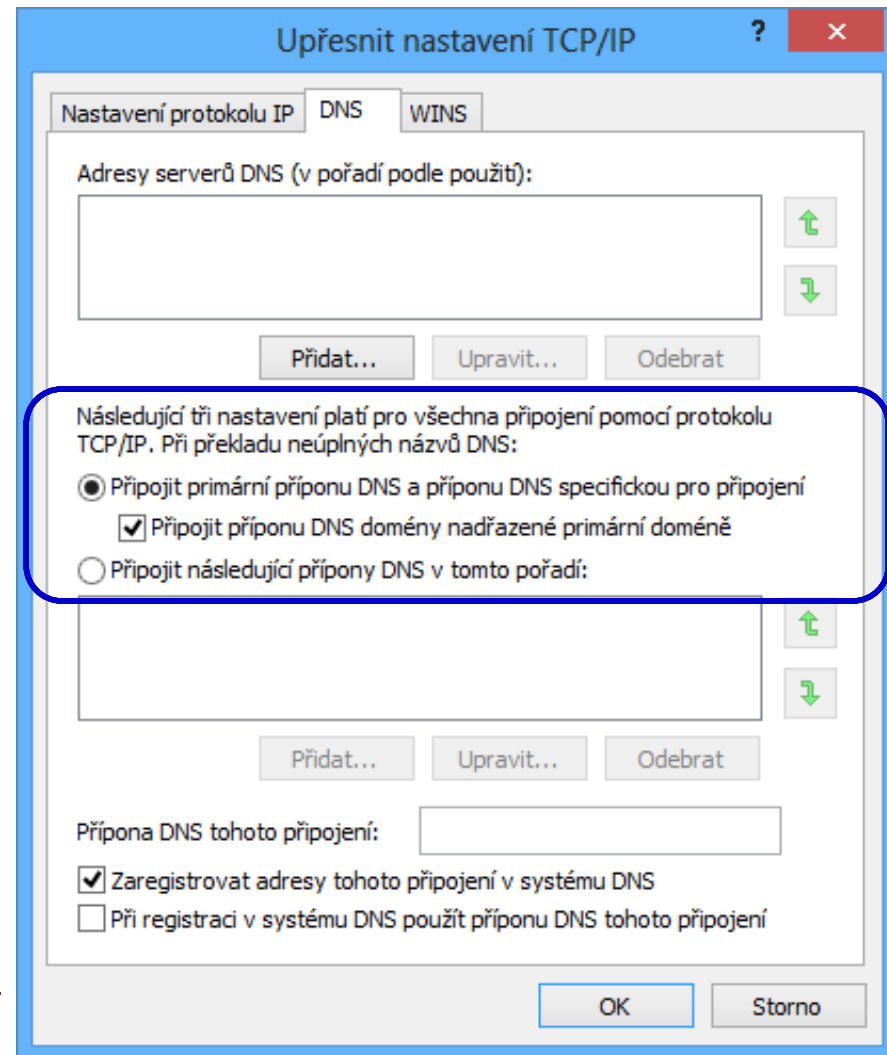 Upřesnit nastavení TCP/IP
?
Nastavení protokolu IP
DNS
WINS
Adresy serverů DNS (v pořadí podle použití):
Přidat...
Upravit...
Odebrat
Následující tři nastavení platí pro všechna připojení pomocí protokolu
TCP/IP. Při překladu neúplných názvů DNS:
Připojit primární příponu DNS a příponu DNS specifickou pro připojení
Připojit příponu DNS domény nadřazené primární doméně
Připojit následující přípony DNS v tomto pořadí:
Přidat...
Upravit...
Odebrat
Přípona DNS tohoto připojení:
Zaregistrovat adresy tohoto připojení v systému DNS
Při registraci v systému DNS použít příponu DNS tohoto připojení
OK
Storno